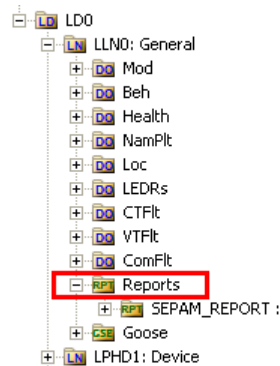 LD LD0
LN LLN0: General
DO Mod
DO Beh
DO Health
DO NamPlt
DO Loc
DO LEDRs
DO CTFlt
DO VTFlt
DO ComFlt
RPT Reports
RPT SEPAM_REPORT :
GSE Goose
LN LPHD1: Device